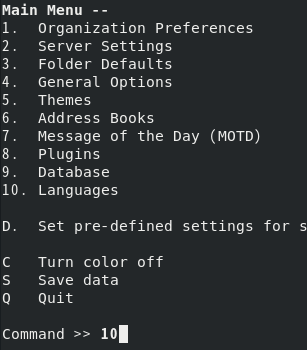 Main Menu --
1.  Organization Preferences
2.  Server Settings
3.  Folder Defaults
4.  General Options
5.  Themes
6.  Address Books
7.  Message of the Day (MOTD)
8.  Plugins
9.  Database
10. Languages
D.  Set pre-defined settings for s
C   Turn color off
S   Save data
Q   Quit
Command >> 10